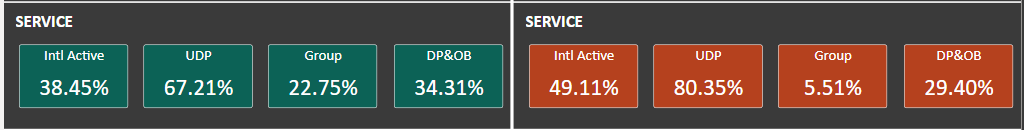 SERVICE
Intl Active UDP Group DP&OB
38.45% 67.21% 22.75% 34.31%
SERVICE
Intl Active UDP Group DP&OB
49.11% 80.35% 5.51% 29.40%